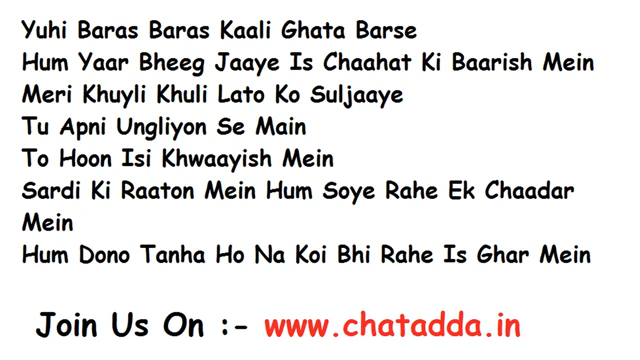 Yuhi Baras Baras Kaali Ghata Barse
Hum Yaar Bheeg Jaaye Is Chaahat Ki Baarish Mein
Meri Khuyli Khuli Lato Ko Suljaaye
Tu Apni Ungliyon Se Main
To Hoon Isi Khwaayish Mein
Sardi Ki Raaton Mein Hum Soye Rahe Ek Chaadar
Mein
Hum Dono Tanha Ho Na Koi Bhi Rahe Is Ghar Mein
Join Us On :- www.chatadda.in